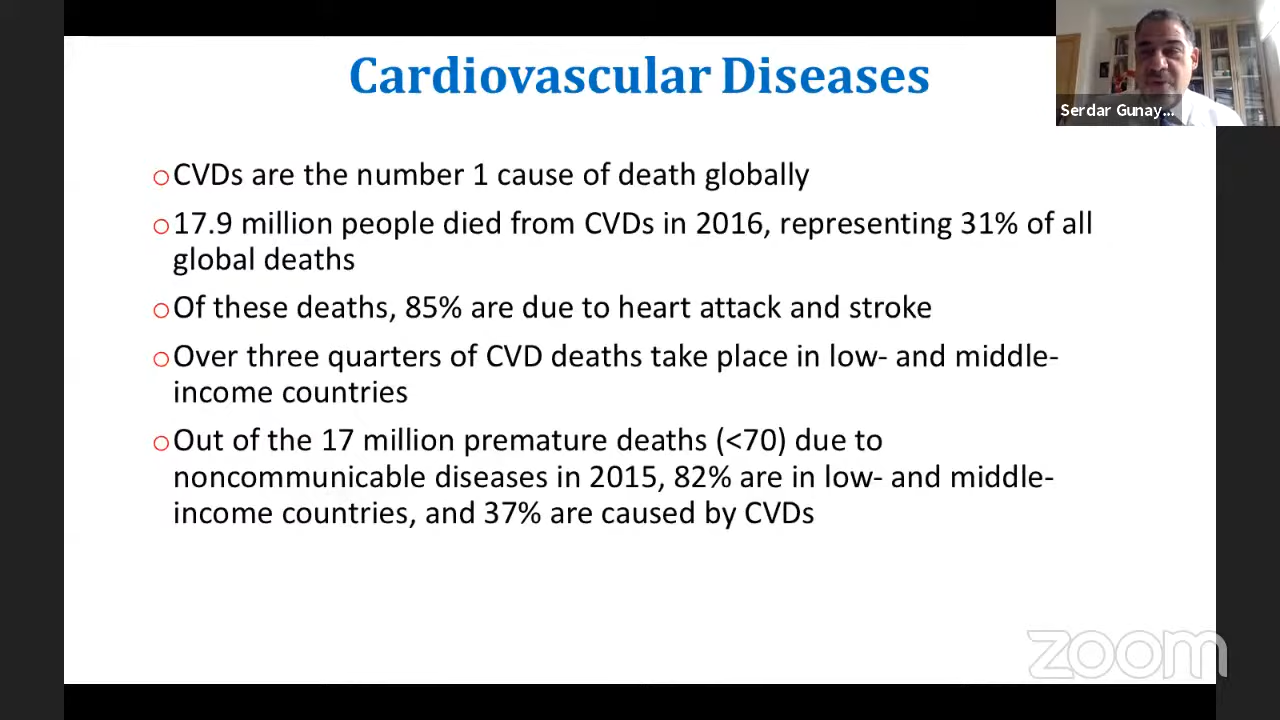 Cardiovascular Diseases
Serdar Gunay...
CVDs are the number 1 cause of death globally
17.9 million people died from CVDs in 2016, representing 31% of all
global deaths
Of these deaths, 85% are due to heart attack and stroke
Over three quarters of CVD deaths take place in low- and middle-
income countries
Out of the 17 million premature deaths (<70) due to
noncommunicable diseases in 2015, 82% are in low- and middle-
income countries, and 37% are caused by CVDs
zoom